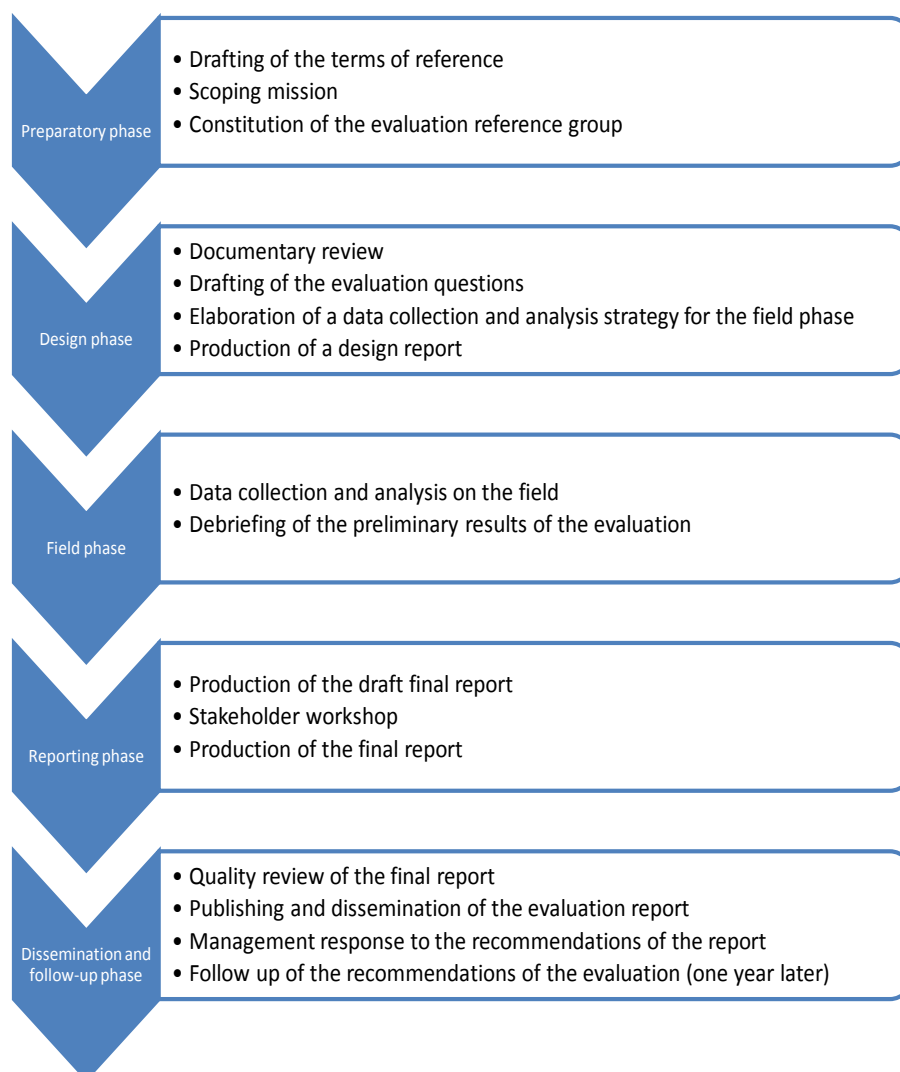 Preparatory phase
• Drafting of the terms of reference
• Scoping mission
• Constitution of the evaluation reference group
Design phase
• Documentary review
• Drafting of the evaluation questions
• Elaboration of a data collection and analysis strategy for the field phase
• Production of a design report
Field phase
• Data collection and analysis on the field
• Debriefing of the preliminary results of the evaluation
Reporting phase
• Production of the draft final report
• Stakeholder workshop
• Production of the final report
Dissemination and
follow-up phase
• Quality review of the final report
• Publishing and dissemination of the evaluation report
• Management response to the recommendations of the report
• Follow up of the recommendations of the evaluation (one year later)